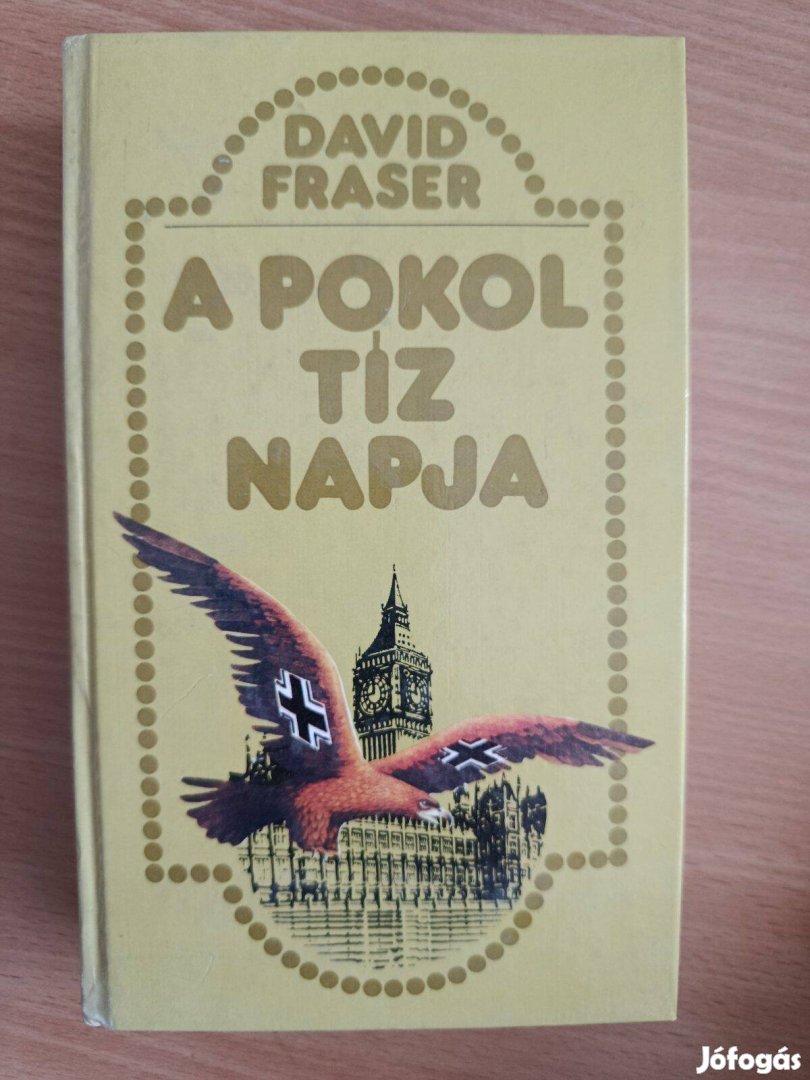 DAVID
FRASER
A POKOL
TÍZ
NAPJA
Jófogás